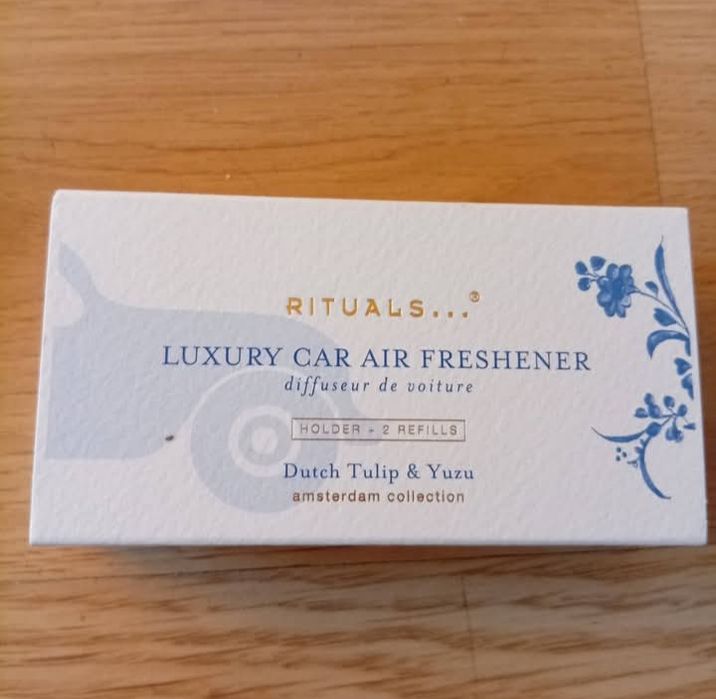 RITUALS...®
LUXURY CAR AIR FRESHENER
diffuseur de voiture
HOLDER + 2 REFILLS
Dutch Tulip & Yuzu
amsterdam collection